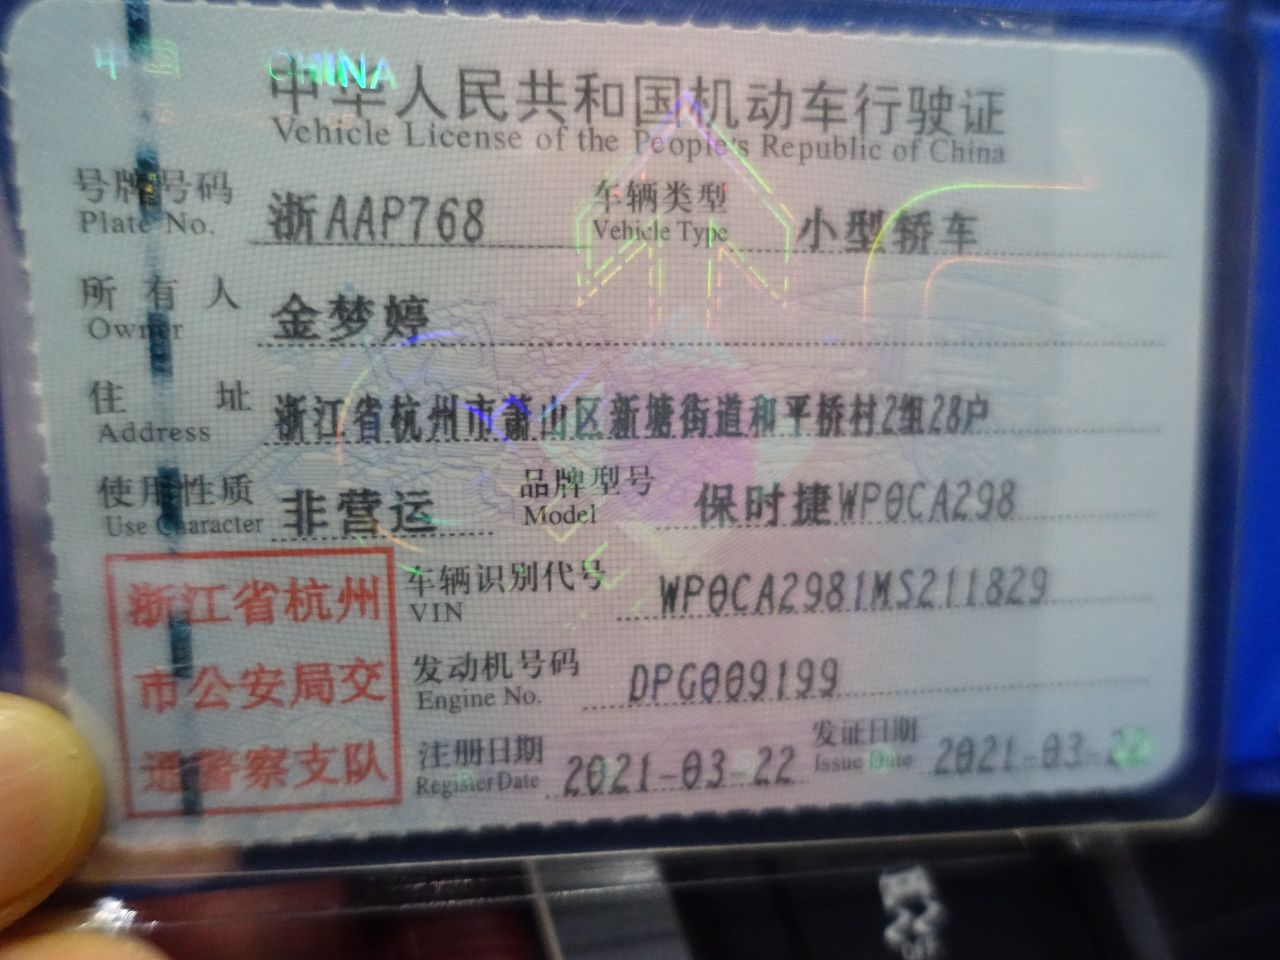 中国 CHINA
中华人民共和国机动车行驶证
Vehicle License of the People's Republic of China
号牌号码 浙AAP768 车辆类型 小型轿车
Plate No. Vehicle Type
所有人 金梦婷
Owner
住址 浙江省杭州市萧山区新塘街道和平桥村2组28户
Address
使用性质 非营运 品牌型号 保时捷WP0CA298
Use Character Model
浙江省杭州 车辆识别代号 WP0CA2981MS211829
VIN
市公安局交 发动机号码 DPG009199
Engine No.
通警察支队 注册日期 2021-03-22 发证日期 2021-03-
Register Date Issue Date